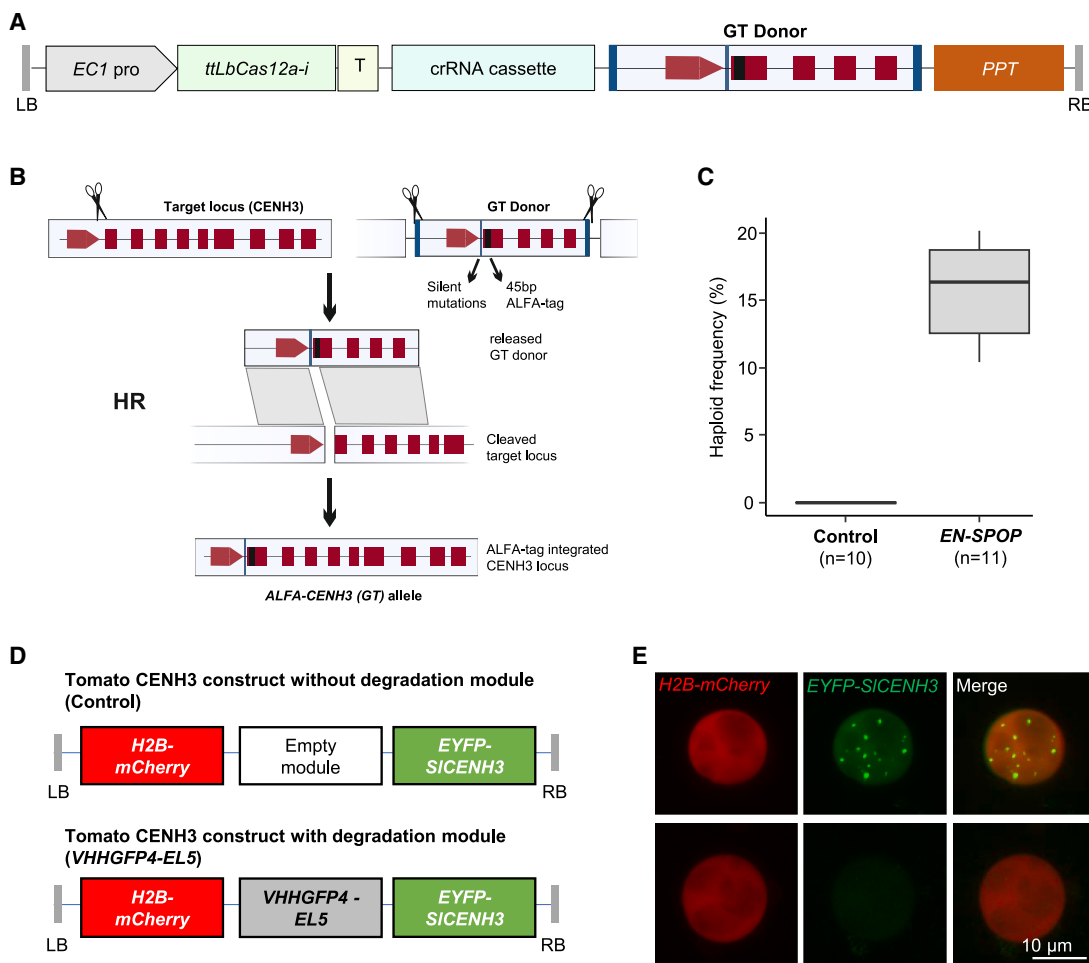 A
GT Donor
EC1 pro
ttLbCas12a-i
T
crRNA cassette
PPT
LB
RB
B
Target locus (CENH3)
GT Donor
Silent
mutations
45bp
ALFA-tag
released
GT donor
HR
Cleaved
target locus
ALFA-tag integrated
CENH3 locus
ALFA-CENH3 (GT) allele
C
Haploid frequency (%)
20
15
10
5
0
Control
(n=10)
EN-SPOP
(n=11)
D
Tomato CENH3 construct without degradation module
(Control)
H2B-
mCherry
Empty
module
EYFP-
SlCENH3
LB
RB
Tomato CENH3 construct with degradation module
(VHHGFP4-EL5)
H2B-
mCherry
VHHGFP4 -
EL5
EYFP-
SlCENH3
LB
RB
E
H2B-mCherry
EYFP-SlCENH3
Merge
10 µm